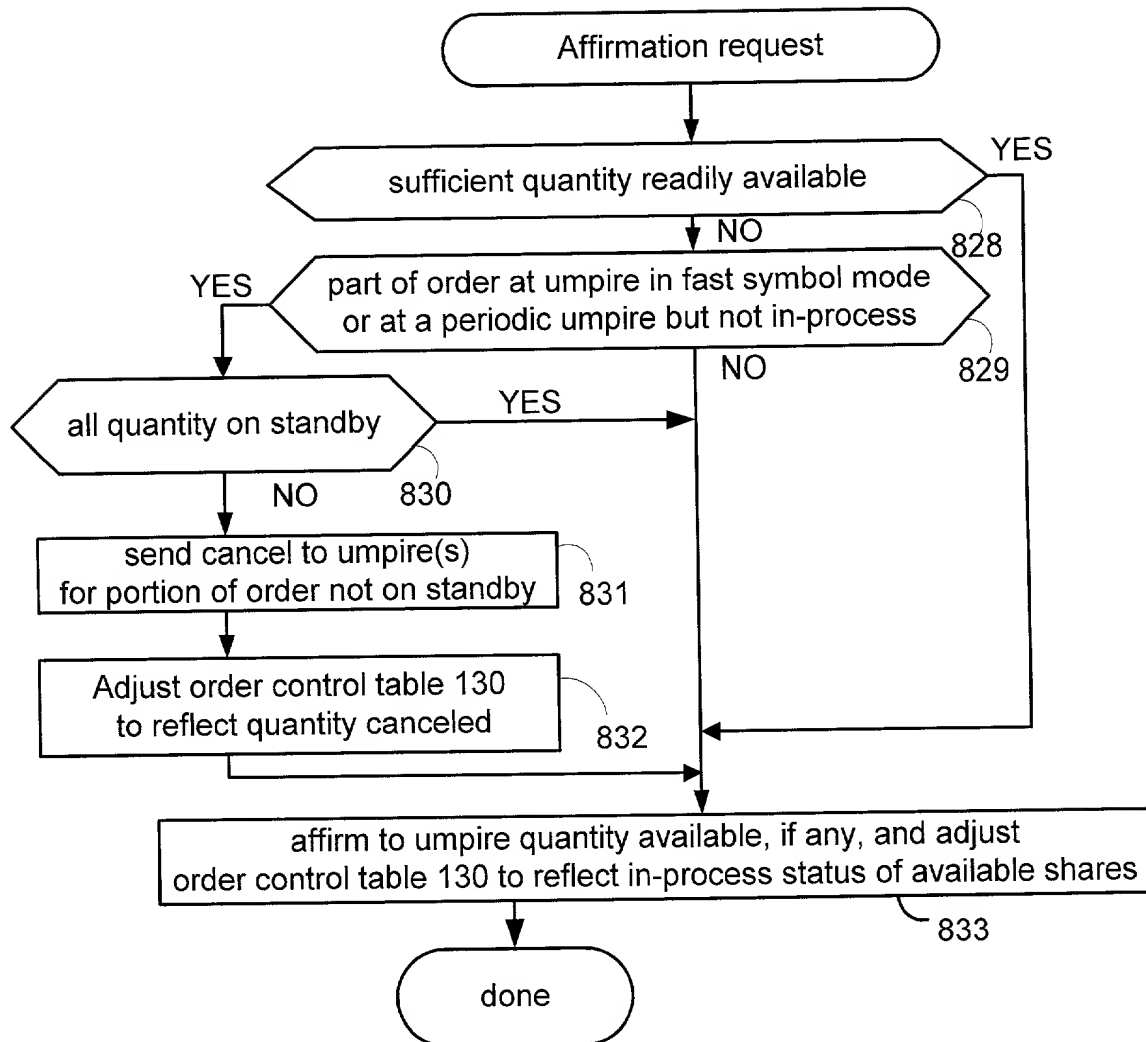 Affirmation request
YES
sufficient quantity readily available
NO
828
YES
part of order at umpire in fast symbol mode
or at a periodic umpire but not in-process
NO
829
all quantity on standby
YES
NO
830
send cancel to umpire(s)
for portion of order not on standby
831
Adjust order control table 130
to reflect quantity canceled
832
affirm to umpire quantity available, if any, and adjust
order control table 130 to reflect in-process status of available shares
833
done